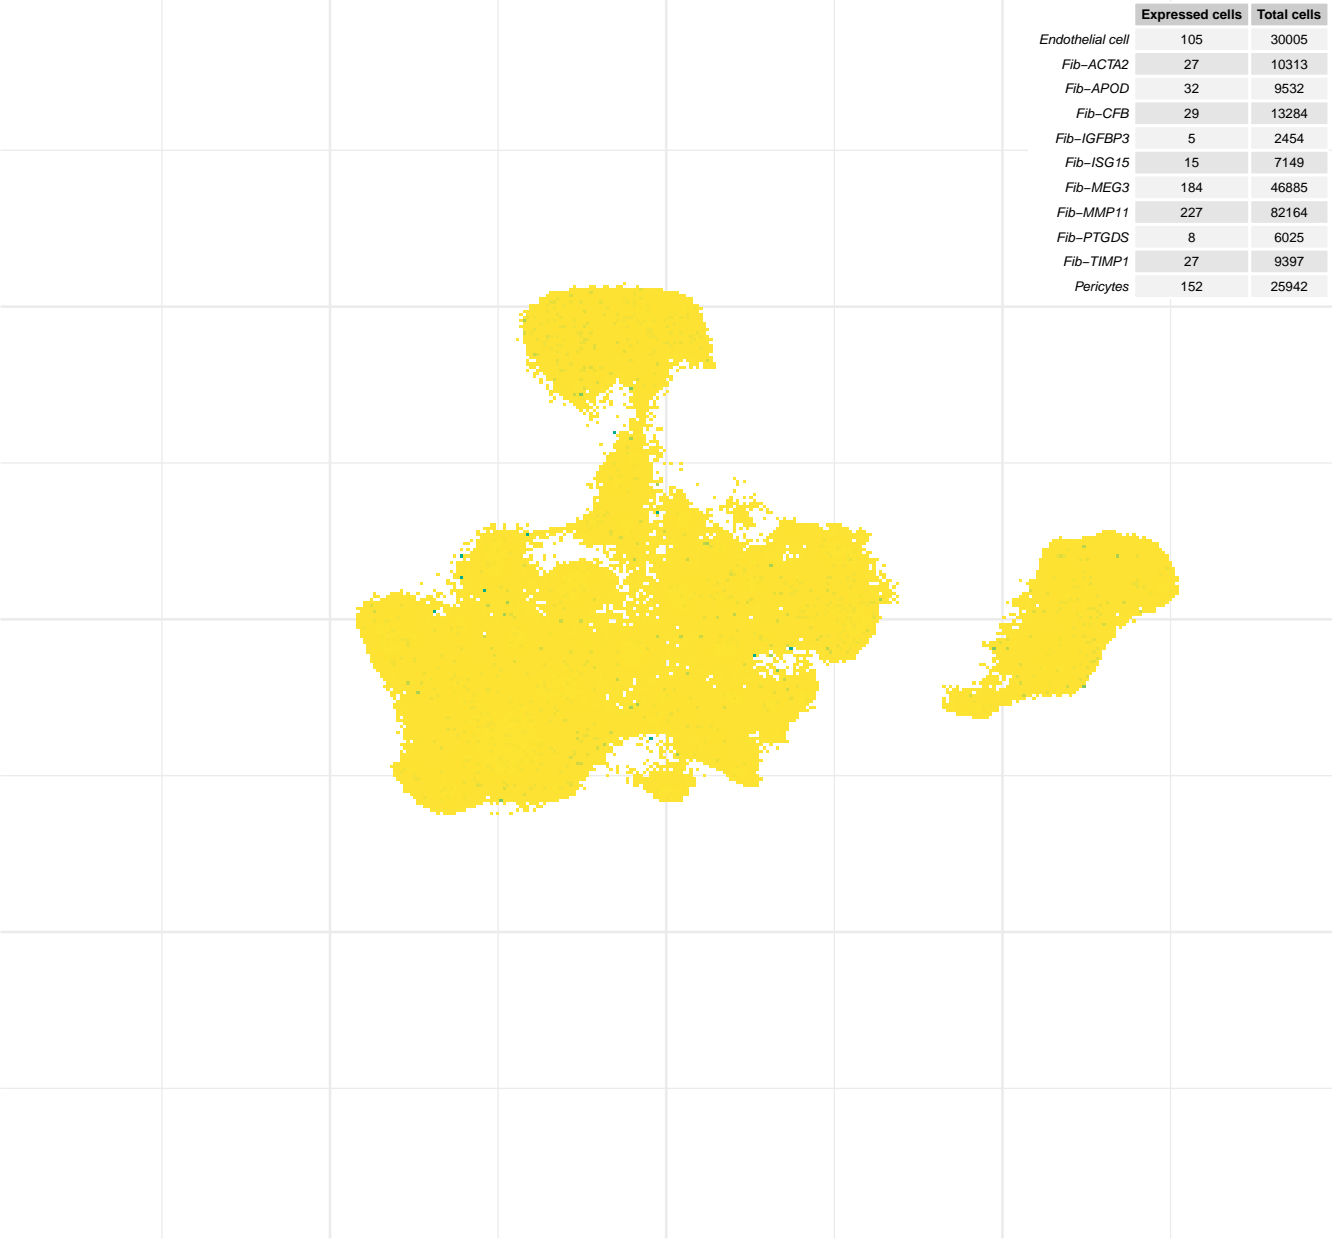 Expressed cells Total cells
Endothelial cell 105 30005
Fib−ACTA2 27 10313
Fib−APOD 32 9532
Fib−CFB 29 13284
Fib−IGFBP3 5 2454
Fib−ISG15 15 7149
Fib−MEG3 184 46885
Fib−MMP11 227 82164
Fib−PTGDS 8 6025
Fib−TIMP1 27 9397
Pericytes 152 25942